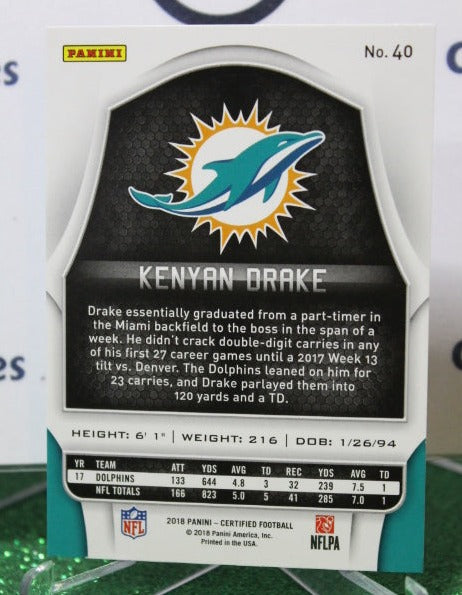 PANINI
No. 40
KENYAN DRAKE
Drake essentially graduated from a part-timer in
the Miami backfield to the boss in the span of a
week. He didn't crack double-digit carries in any
of his first 27 career games until a 2017 Week 13
tilt vs. Denver. The Dolphins leaned on him for
23 carries, and Drake parlayed them into
120 yards and a TD.
HEIGHT: 6' 1" | WEIGHT: 216 | DOB: 1/26/94
YR TEAM ATT YDS AVG TD REC YDS AVG TD
17 DOLPHINS 133 644 4.8 3 32 239 7.5 1
NFL TOTALS 166 823 5.0 5 41 285 7.0 1
NFL
2018 PANINI - CERTIFIED FOOTBALL
© 2018 Panini America, Inc.
Printed in the USA.
NFLPA